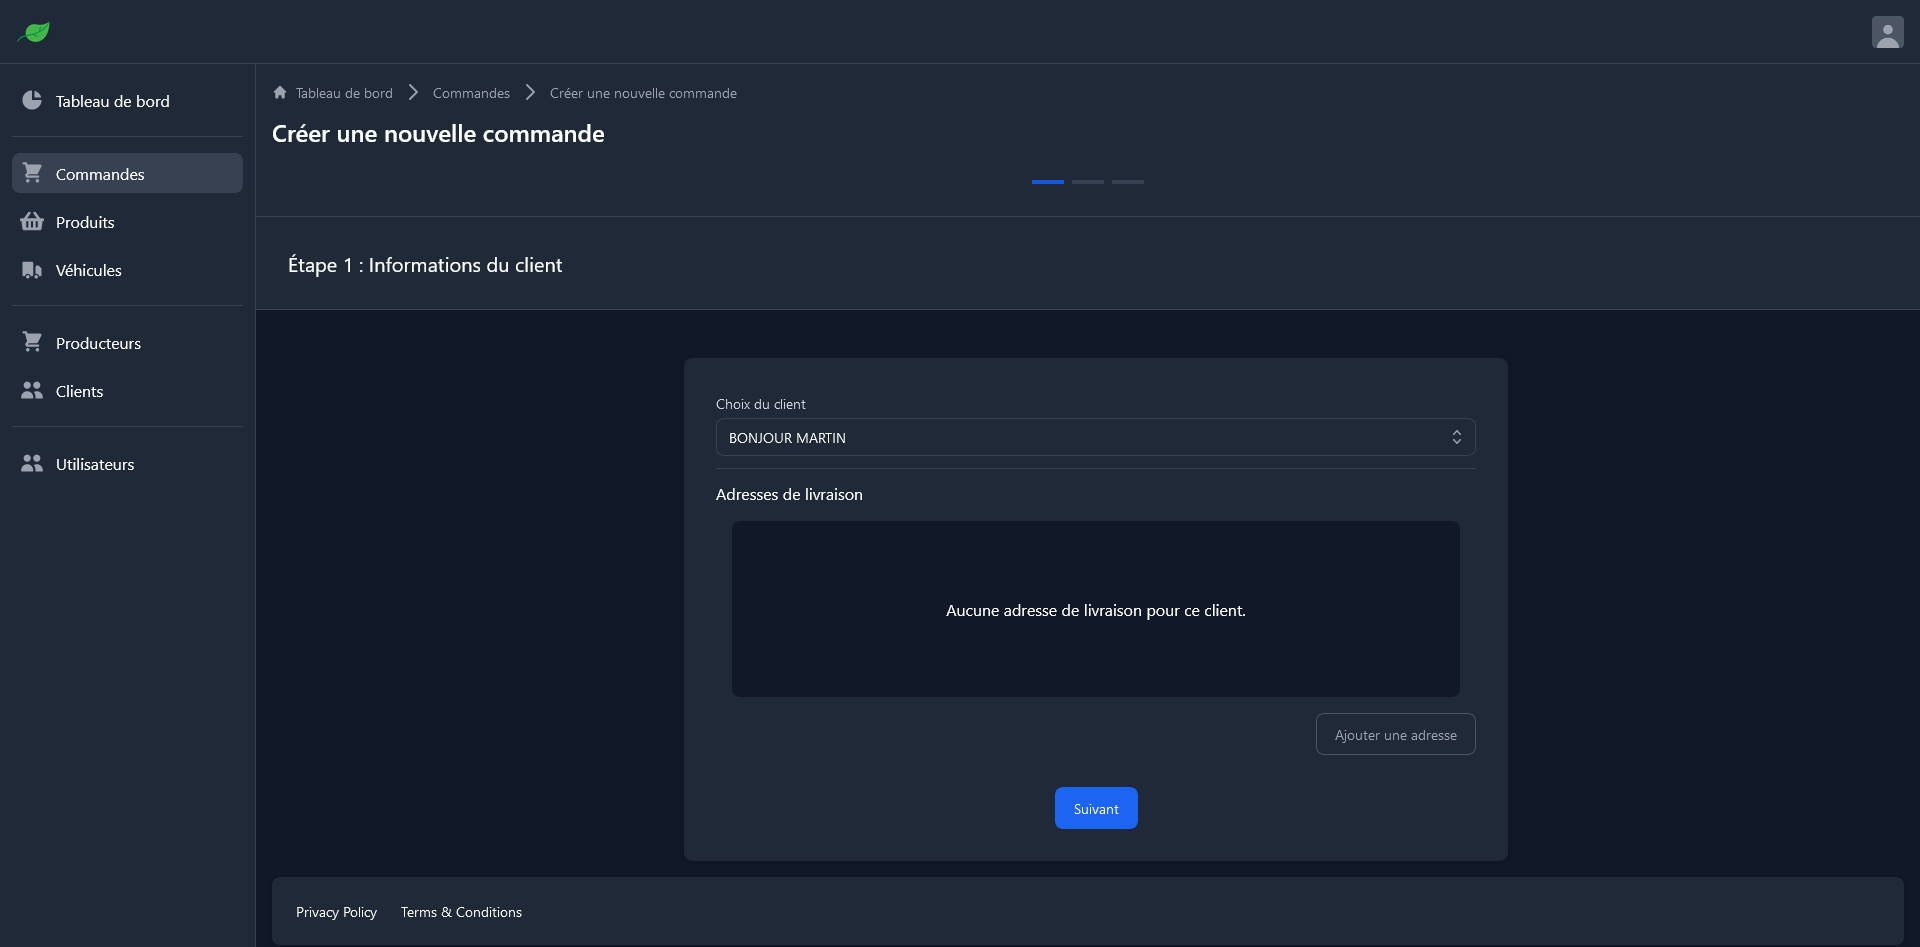 Tableau de bord
Commandes
Produits
Véhicules
Producteurs
Clients
Utilisateurs
Tableau de bord Commandes Créer une nouvelle commande
Créer une nouvelle commande
Étape 1 : Informations du client
Choix du client
BONJOUR MARTIN
Adresses de livraison
Aucune adresse de livraison pour ce client.
Ajouter une adresse
Suivant
Privacy Policy Terms & Conditions